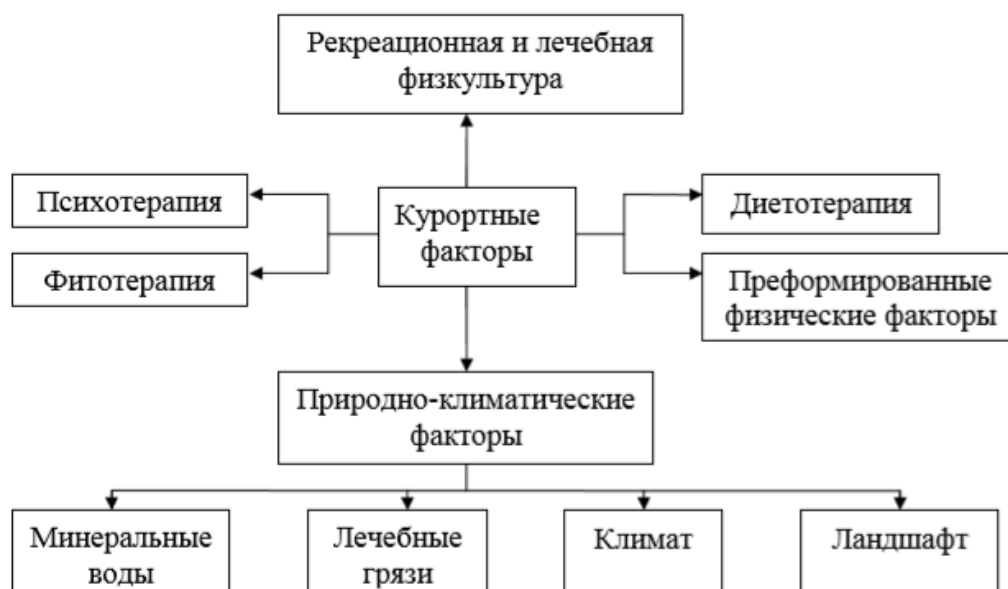 Рекреационная и лечебная
физкультура
Психотерапия
Курортные
факторы
Диетотерапия
Фитотерапия
Преформированные
физические факторы
Природно-климатические
факторы
Минеральные
воды
Лечебные
грязи
Климат
Ландшафт